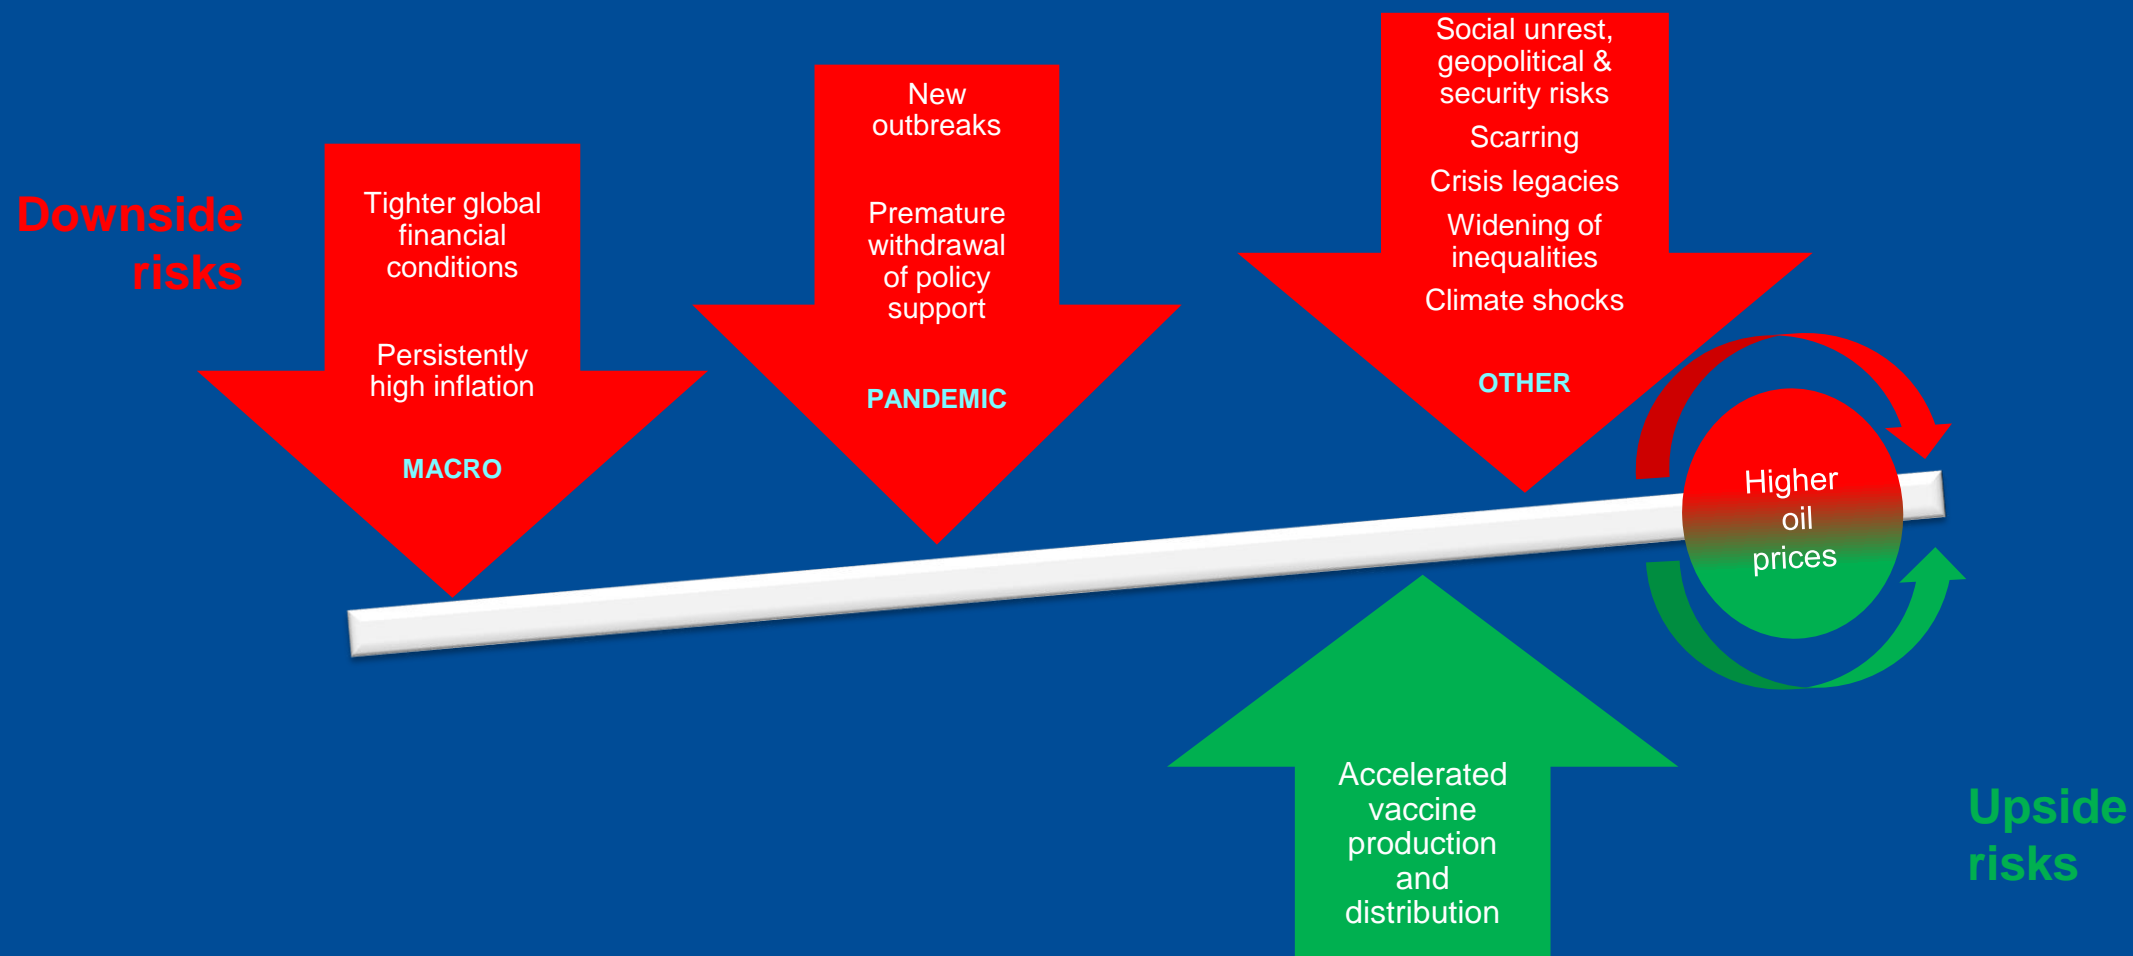 Downside
risks
Tighter global
financial
conditions
Persistently
high inflation
MACRO
New
outbreaks
Premature
withdrawal
of policy
support
PANDEMIC
Social unrest,
geopolitical &
security risks
Scarring
Crisis legacies
Widening of
inequalities
Climate shocks
OTHER
Higher
oil
prices
Accelerated
vaccine
production
and
distribution
Upside
risks